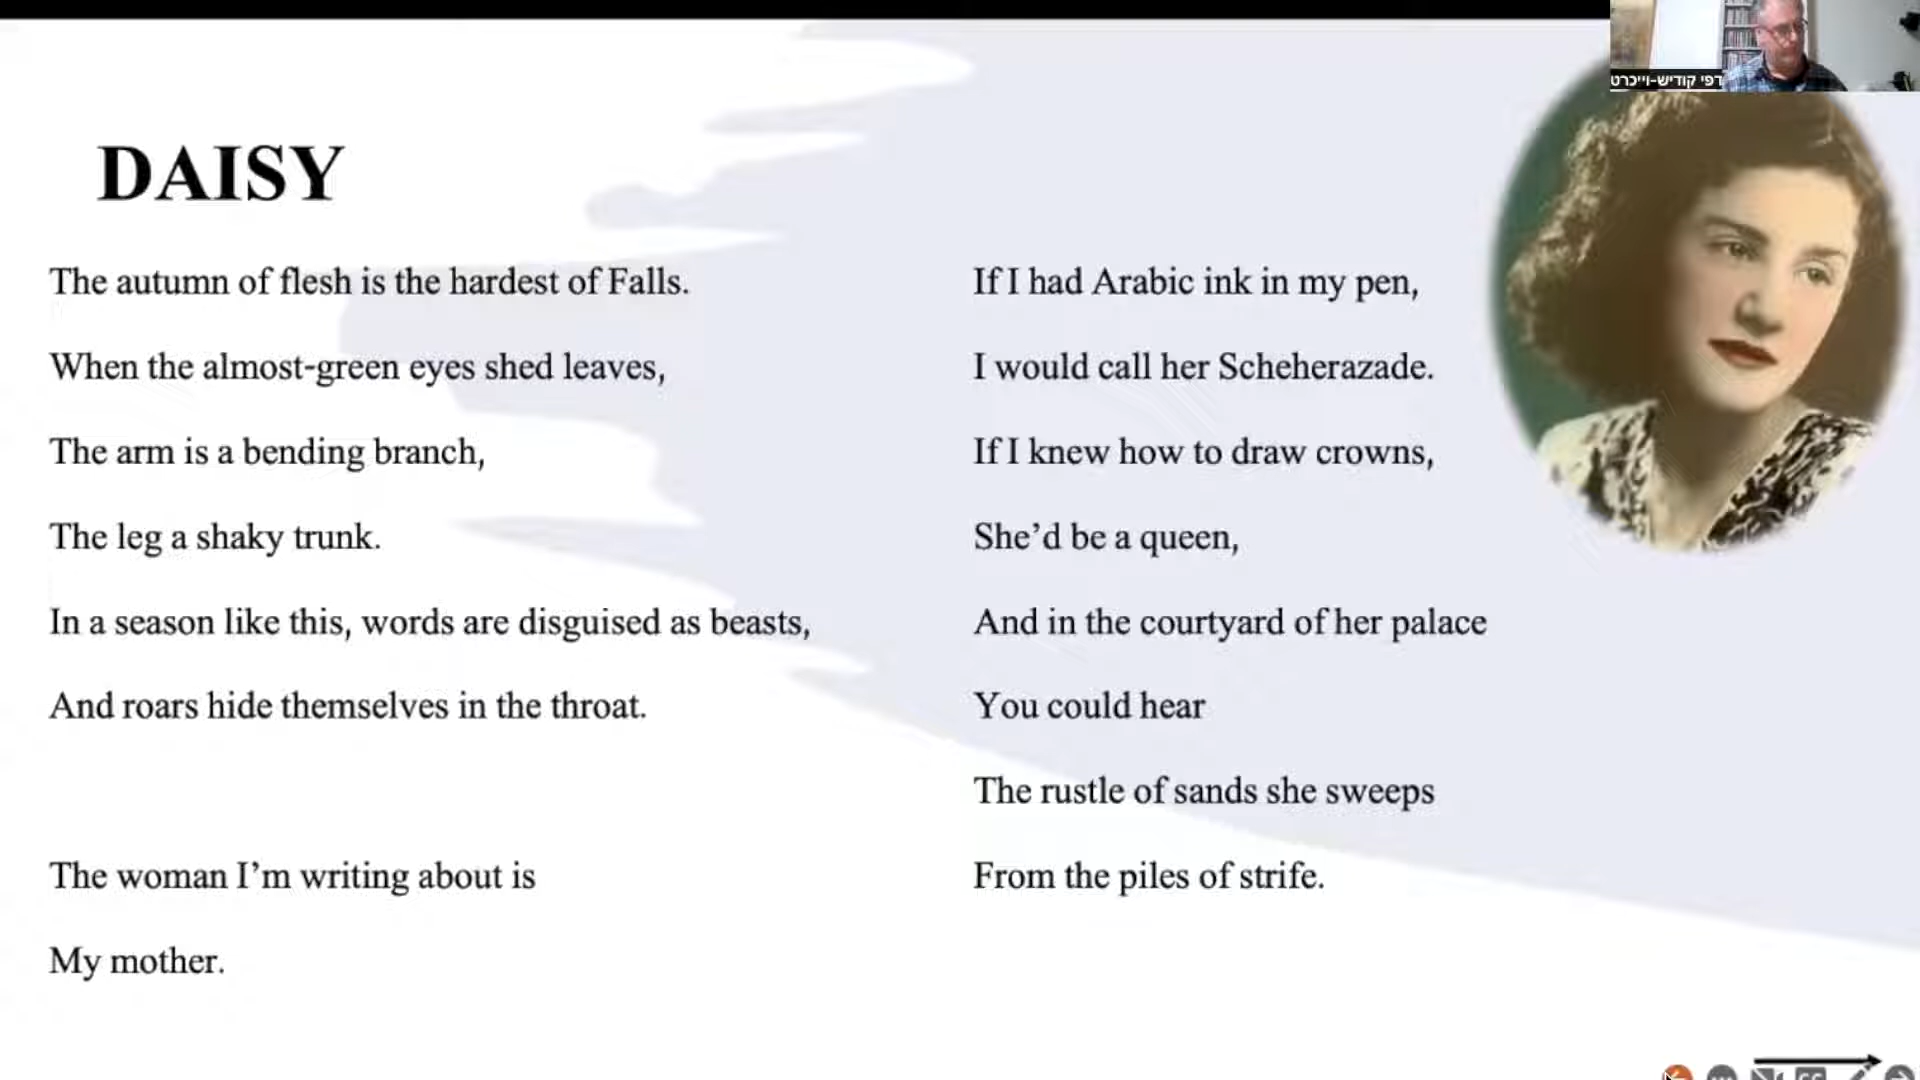 דפי קודיש-וייכרט
DAISY
The autumn of flesh is the hardest of Falls.
When the almost-green eyes shed leaves,
The arm is a bending branch,
The leg a shaky trunk.
In a season like this, words are disguised as beasts,
And roars hide themselves in the throat.
The woman I'm writing about is
My mother.
If I had Arabic ink in my pen,
I would call her Scheherazade.
If I knew how to draw crowns,
She'd be a queen,
And in the courtyard of her palace
You could hear
The rustle of sands she sweeps
From the piles of strife.